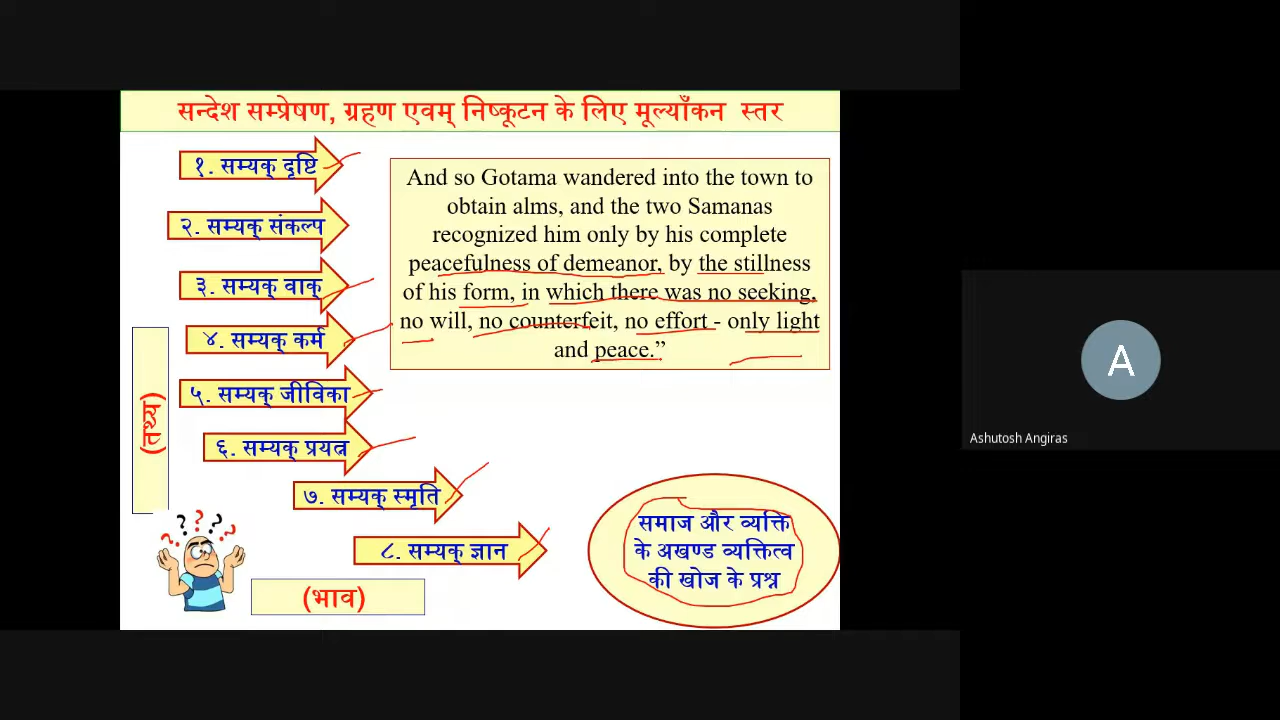 सन्देश सम्प्रेषण, ग्रहण एवम् निष्कूटन के लिए मूल्याँकन स्तर
१. सम्यक् दृष्टि
२. सम्यक् संकल्प
३. सम्यक् वाक्
४. सम्यक् कर्म
५. सम्यक् जीविका
६. सम्यक् प्रयत्न
७. सम्यक् स्मृति
८. सम्यक् ज्ञान
And so Gotama wandered into the town to
obtain alms, and the two Samanas
recognized him only by his complete
peacefulness of demeanor, by the stillness
of his form, in which there was no seeking,
no will, no counterfeit, no effort - only light
and peace.”
(तथ्य)
? ? ? ? ?
(भाव)
समाज और व्यक्ति
के अखण्ड व्यक्तित्व
की खोज के प्रश्न
A
Ashutosh Angiras